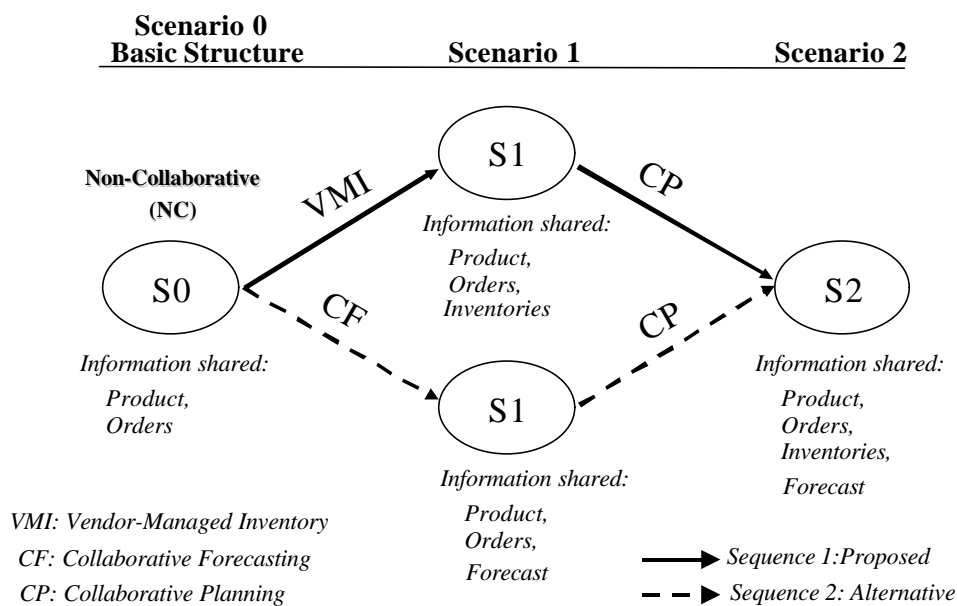 Scenario 0
Basic Structure
Scenario 1
Scenario 2
Non-Collaborative
(NC)
VMI
S1
CP
Information shared:
Product,
Orders,
Inventories
S0
CF
CP
S2
Information shared:
Product,
Orders
S1
Information shared:
Product,
Orders,
Inventories,
Forecast
Information shared:
Product,
Orders,
Forecast
VMI: Vendor-Managed Inventory
CF: Collaborative Forecasting
CP: Collaborative Planning
Sequence 1:Proposed
Sequence 2: Alternative